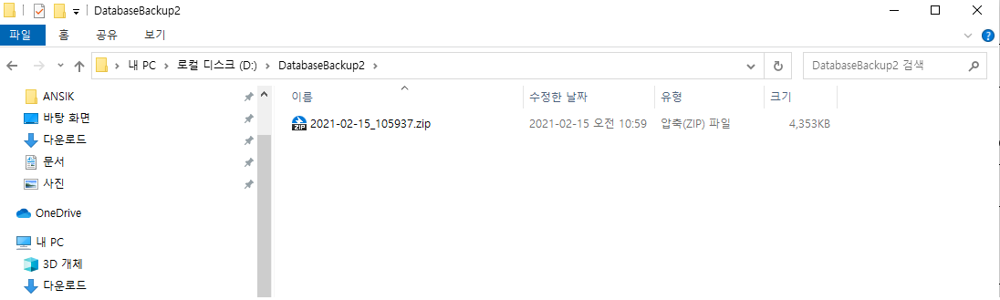 DatabaseBackup2
파일 홈 공유 보기
내 PC 로컬 디스크 (D:) DatabaseBackup2 DatabaseBackup2 검색
이름 수정한 날짜 유형 크기
2021-02-15_105937.zip 2021-02-15 오전 10:59 압축(ZIP) 파일 4,353KB
ANSIK
바탕 화면
다운로드
문서
사진
OneDrive
내 PC
3D 개체
다운로드